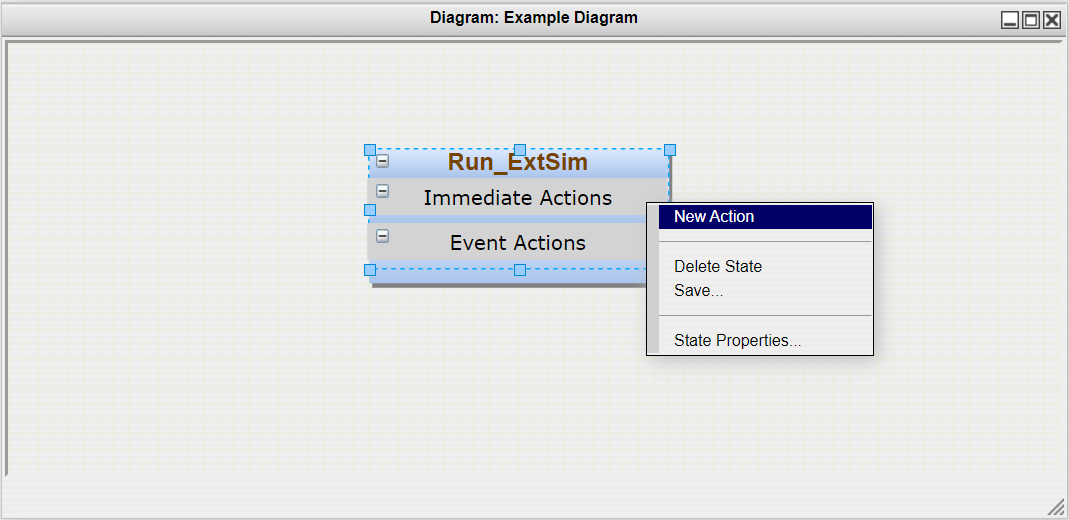 Diagram: Example Diagram
Run_ExtSim
Immediate Actions
Event Actions
New Action
Delete State
Save...
State Properties...